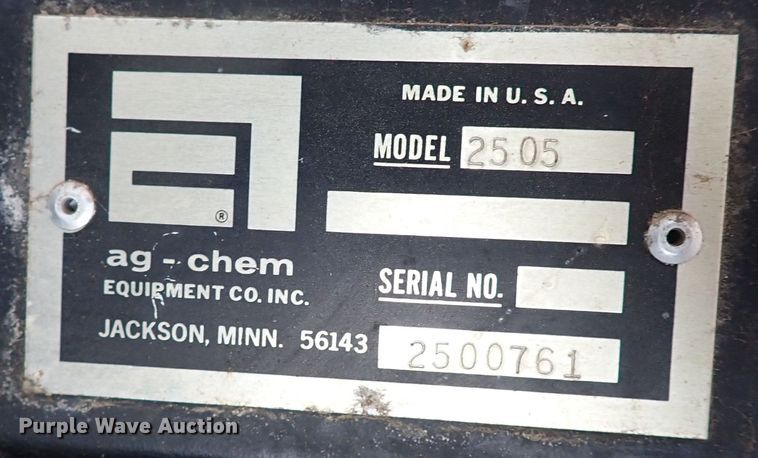 MADE IN U. S. A.
MODEL 2505
®
ag-chem
EQUIPMENT CO. INC.
SERIAL NO.
JACKSON, MINN. 56143
2500761
Purple Wave Auction